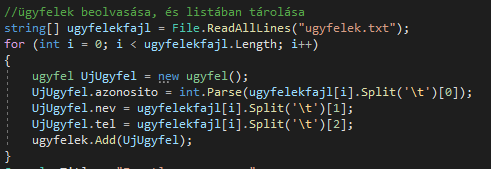 //ügyfelek beolvasása, és listában tárolása
string[] ugyfelekfajl = File.ReadAllLines("ugyfelek.txt");
for (int i = 0; i < ugyfelekfajl.Length; i++)
{
ugyfel UjUgyfel = new ugyfel();
UjUgyfel.azonosito = int.Parse(ugyfelekfajl[i].Split('\t')[0]);
UjUgyfel.nev = ugyfelekfajl[i].Split('\t')[1];
UjUgyfel.tel = ugyfelekfajl[i].Split('\t')[2];
ugyfelek.Add(UjUgyfel);
}